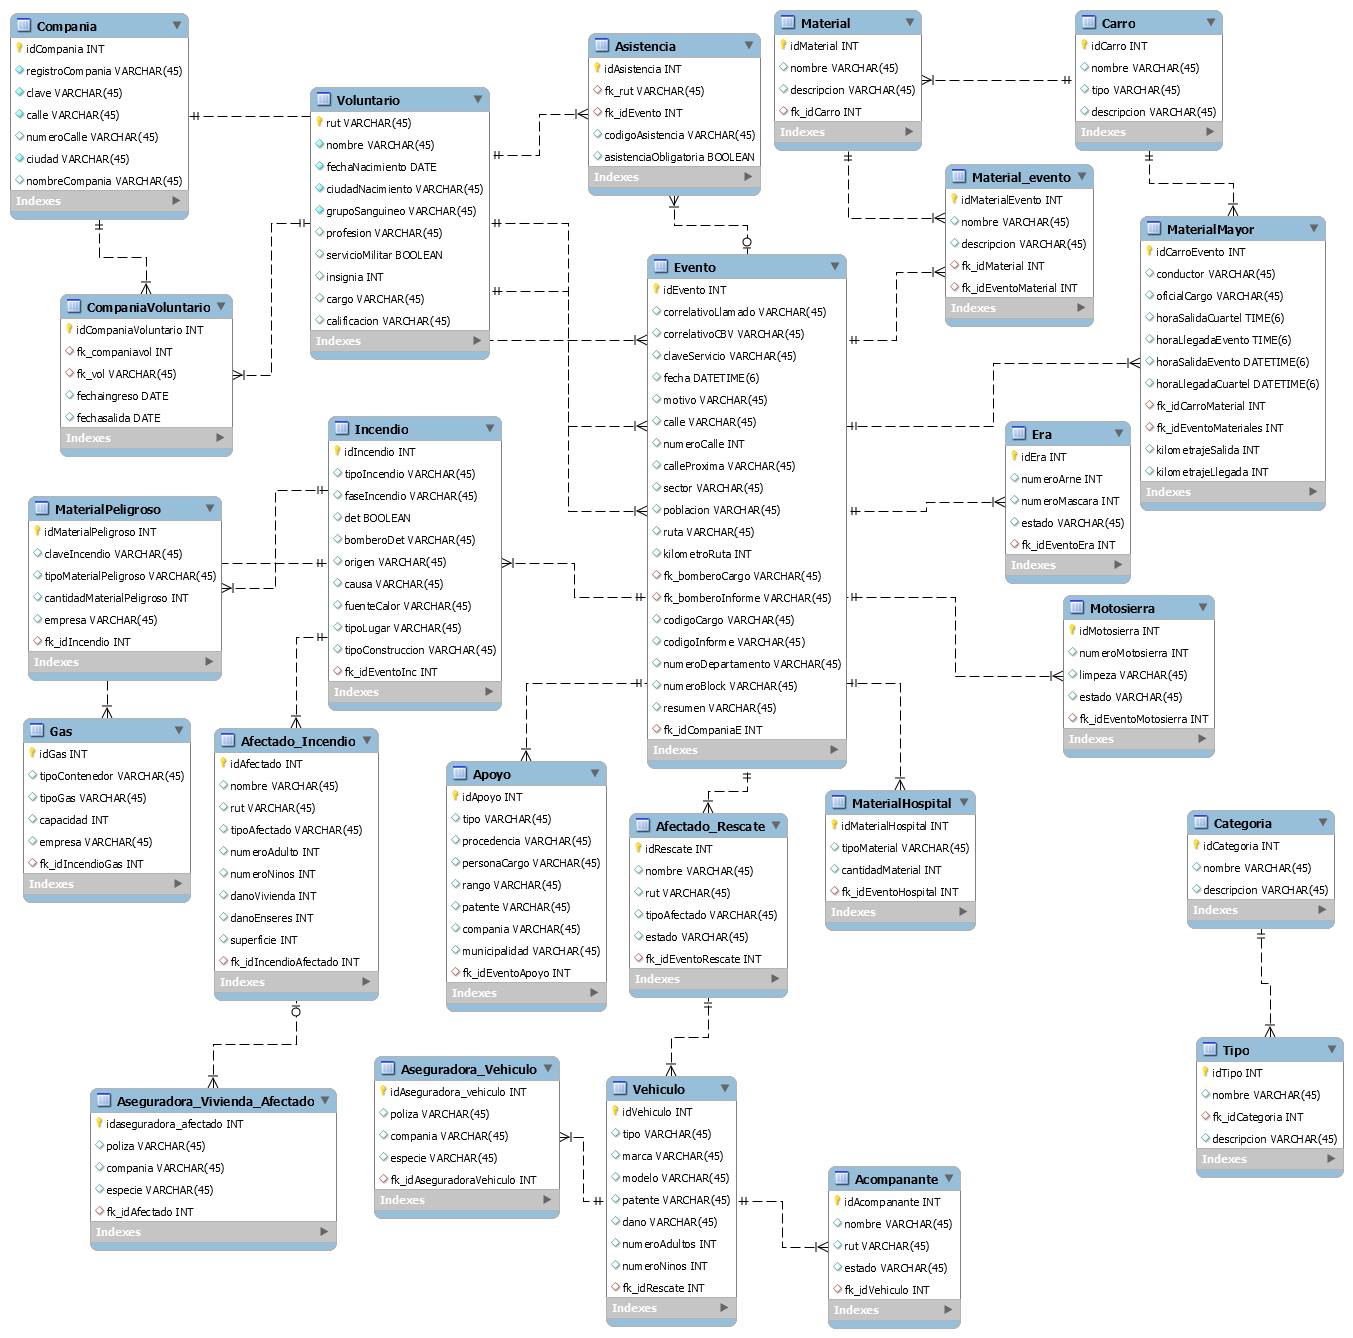 Compania
idCompania INT
registroCompania VARCHAR(45)
clave VARCHAR(45)
calle VARCHAR(45)
numeroCalle VARCHAR(45)
ciudad VARCHAR(45)
nombreCompania VARCHAR(45)
Indexes
Voluntario
rut VARCHAR(45)
nombre VARCHAR(45)
fechaNacimiento DATE
ciudadNacimiento VARCHAR(45)
grupoSanguineo VARCHAR(45)
profesion VARCHAR(45)
servicioMilitar BOOLEAN
insignia INT
cargo VARCHAR(45)
calificacion VARCHAR(45)
Indexes
Asistencia
idAsistencia INT
fk_rut VARCHAR(45)
fk_idEvento INT
codigoAsistencia VARCHAR(45)
asistenciaObligatoria BOOLEAN
Indexes
Material
idMaterial INT
nombre VARCHAR(45)
descripcion VARCHAR(45)
fk_idCarro INT
Indexes
Carro
idCarro INT
nombre VARCHAR(45)
tipo VARCHAR(45)
descripcion VARCHAR(45)
Indexes
Material_evento
idMaterialEvento INT
nombre VARCHAR(45)
descripcion VARCHAR(45)
fk_idMaterial INT
fk_idEventoMaterial INT
Indexes
MaterialMayor
idCarroEvento INT
conductor VARCHAR(45)
oficialCargo VARCHAR(45)
horaSalidaCuartel TIME(6)
horaLlegadaEvento TIME(6)
horaSalidaEvento DATETIME(6)
horaLlegadaCuartel DATETIME(6)
fk_idCarroMaterial INT
fk_idEventoMateriales INT
kilometrajeSalida INT
kilometrajeLlegada INT
Indexes
CompaniaVoluntario
idCompaniaVoluntario INT
fk_companiavol INT
fk_vol VARCHAR(45)
fechaingreso DATE
fechasalida DATE
Indexes
Evento
idEvento INT
correlativoLlamado VARCHAR(45)
correlativoCBV VARCHAR(45)
claveServicio VARCHAR(45)
fecha DATETIME(6)
motivo VARCHAR(45)
calle VARCHAR(45)
numeroCalle INT
calleProxima VARCHAR(45)
sector VARCHAR(45)
poblacion VARCHAR(45)
ruta VARCHAR(45)
kilometroRuta INT
fk_bomberoCargo VARCHAR(45)
fk_bomberoInforme VARCHAR(45)
codigoCargo VARCHAR(45)
codigoInforme VARCHAR(45)
numeroDepartamento VARCHAR(45)
numeroBlock VARCHAR(45)
resumen VARCHAR(45)
fk_idCompaniaE INT
Indexes
Incendio
idIncendio INT
tipoIncendio VARCHAR(45)
faseIncendio VARCHAR(45)
det BOOLEAN
bomberoDet VARCHAR(45)
origen VARCHAR(45)
causa VARCHAR(45)
fuenteCalor VARCHAR(45)
tipoLugar VARCHAR(45)
tipoConstruccion VARCHAR(45)
fk_idEventoInc INT
Indexes
Era
idEra INT
numeroArne INT
numeroMascara INT
estado VARCHAR(45)
fk_idEventoEra INT
Indexes
MaterialPeligroso
idMaterialPeligroso INT
claveIncendio VARCHAR(45)
tipoMaterialPeligroso VARCHAR(45)
cantidadMaterialPeligroso INT
empresa VARCHAR(45)
fk_idIncendio INT
Indexes
Motosierra
idMotosierra INT
numeroMotosierra INT
limpeza VARCHAR(45)
estado VARCHAR(45)
fk_idEventoMotosierra INT
Indexes
Gas
idGas INT
tipoContenedor VARCHAR(45)
tipoGas VARCHAR(45)
capacidad INT
empresa VARCHAR(45)
fk_idIncendioGas INT
Indexes
Afectado_Incendio
idAfectado INT
nombre VARCHAR(45)
rut VARCHAR(45)
tipoAfectado VARCHAR(45)
numeroAdulto INT
numeroNinos INT
danoVivienda INT
danoEnseres INT
superficie INT
fk_idIncendioAfectado INT
Indexes
Apoyo
idApoyo INT
tipo VARCHAR(45)
procedencia VARCHAR(45)
personaCargo VARCHAR(45)
rango VARCHAR(45)
patente VARCHAR(45)
compania VARCHAR(45)
municipalidad VARCHAR(45)
fk_idEventoApoyo INT
Indexes
Afectado_Rescate
idRescate INT
nombre VARCHAR(45)
rut VARCHAR(45)
tipoAfectado VARCHAR(45)
estado VARCHAR(45)
fk_idEventoRescate INT
Indexes
MaterialHospital
idMaterialHospital INT
tipoMaterial VARCHAR(45)
cantidadMaterial INT
fk_idEventoHospital INT
Indexes
Categoria
idCategoria INT
nombre VARCHAR(45)
descripcion VARCHAR(45)
Indexes
Tipo
idTipo INT
nombre VARCHAR(45)
fk_idCategoria INT
descripcion VARCHAR(45)
Indexes
Aseguradora_Vivienda_Afectado
idaseguradora_afectado INT
poliza VARCHAR(45)
compania VARCHAR(45)
especie VARCHAR(45)
fk_idAfectado INT
Indexes
Aseguradora_Vehiculo
idAseguradora_vehiculo INT
poliza VARCHAR(45)
compania VARCHAR(45)
especie VARCHAR(45)
fk_idAseguradoraVehiculo INT
Indexes
Vehiculo
idVehiculo INT
tipo VARCHAR(45)
marca VARCHAR(45)
modelo VARCHAR(45)
patente VARCHAR(45)
dano VARCHAR(45)
numeroAdultos INT
numeroNinos INT
fk_idRescate INT
Indexes
Acompanante
idAcompanante INT
nombre VARCHAR(45)
rut VARCHAR(45)
estado VARCHAR(45)
fk_idVehiculo INT
Indexes